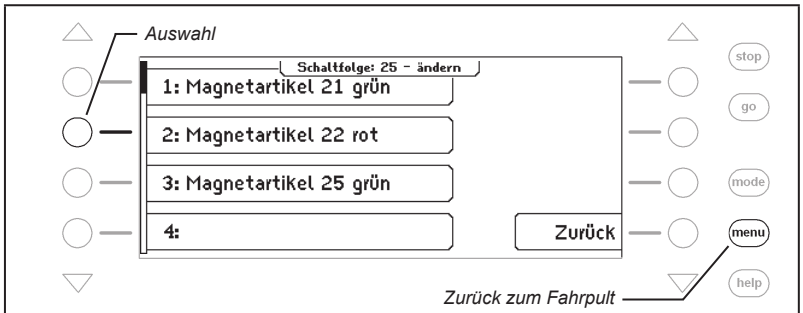 Auswahl
Schaltfolge: 25 - ändern
1: Magnetartikel 21 grün
2: Magnetartikel 22 rot
3: Magnetartikel 25 grün
4:
Zurück
stop
go
mode
menu
help
Zurück zum Fahrpult